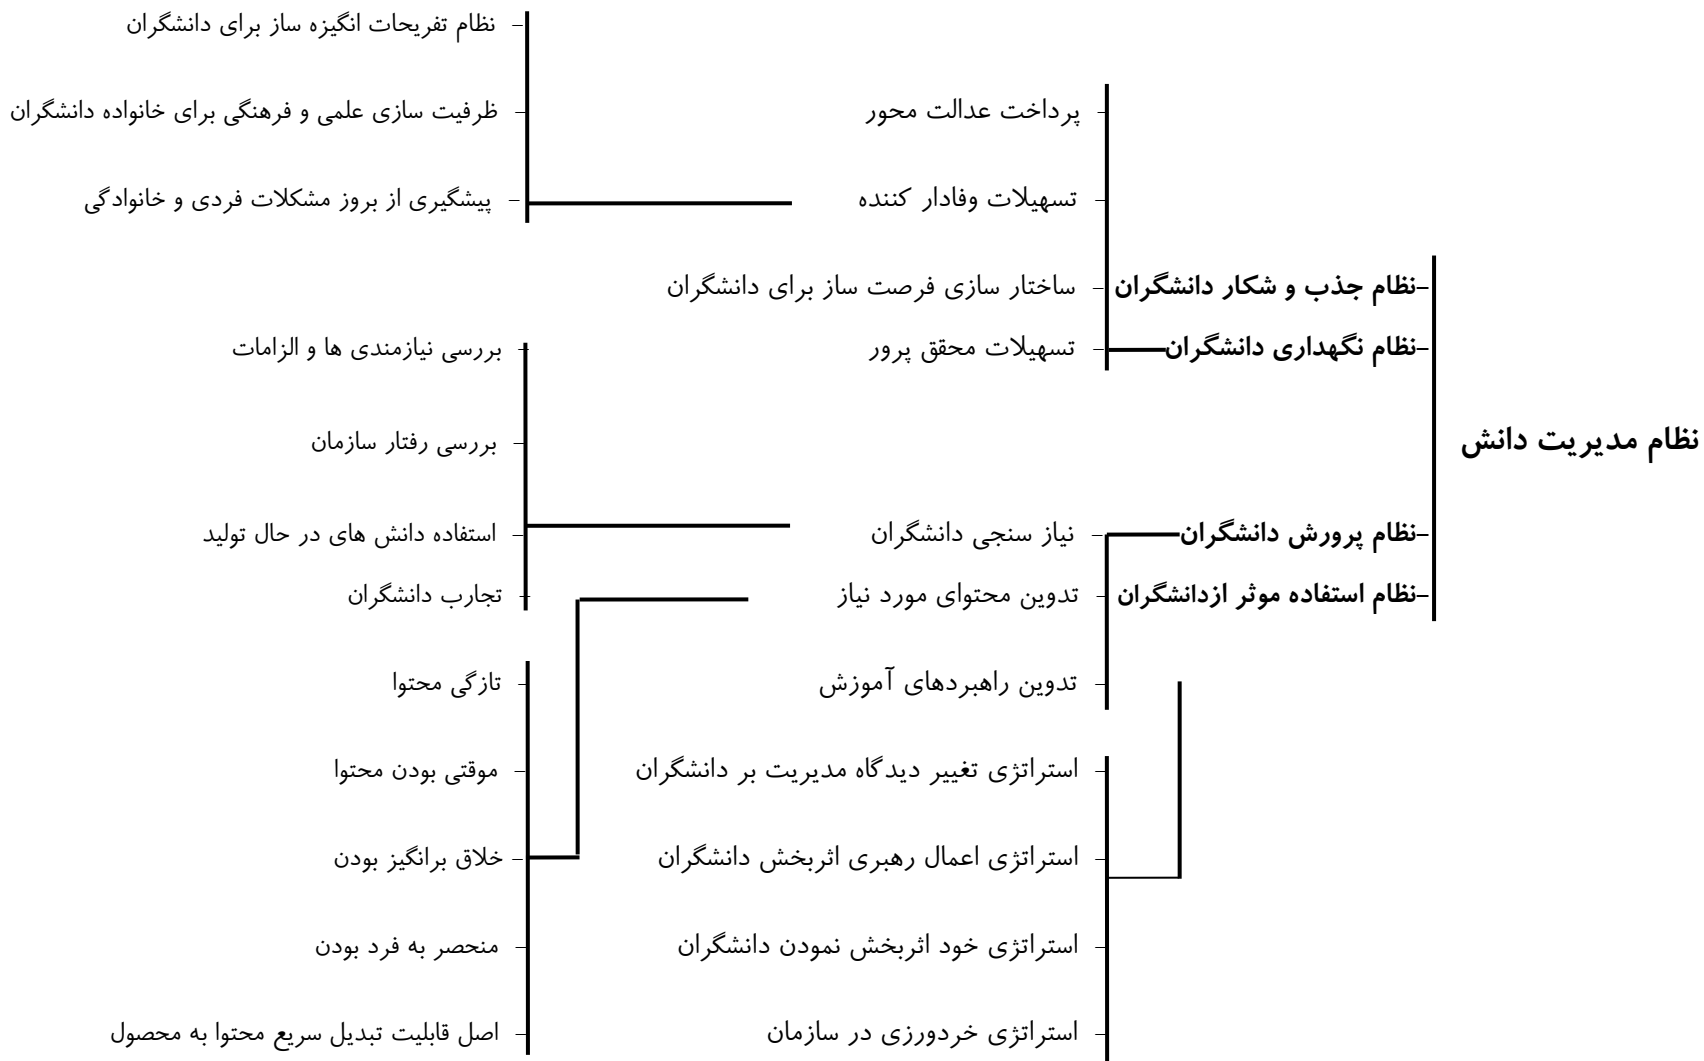 نظام مدیریت دانش
-نظام جذب و شکار دانشگران
-نظام نگهداری دانشگران
-نظام پرورش دانشگران
-نظام استفاده موثر ازدانشگران
- پرداخت عدالت محور
- تسهیلات وفادار کننده
- ساختار سازی فرصت ساز برای دانشگران
- تسهیلات محقق پرور
- نیاز سنجی دانشگران
- تدوین محتوای مورد نیاز
- تدوین راهبردهای آموزش
- استراتژی تغییر دیدگاه مدیریت بر دانشگران
- استراتژی اعمال رهبری اثربخش دانشگران
- استراتژی خود اثربخش نمودن دانشگران
- استراتژی خردورزی در سازمان
- نظام تفریحات انگیزه ساز برای دانشگران
- ظرفیت سازی علمی و فرهنگی برای خانواده دانشگران
- پیشگیری از بروز مشکلات فردی و خانوادگی
- بررسی نیازمندی ها و الزامات
- بررسی رفتار سازمان
- استفاده دانش های در حال تولید
- تجارب دانشگران
- تازگی محتوا
- موقتی بودن محتوا
- خلاق برانگیز بودن
- منحصر به فرد بودن
- اصل قابلیت تبدیل سریع محتوا به محصول